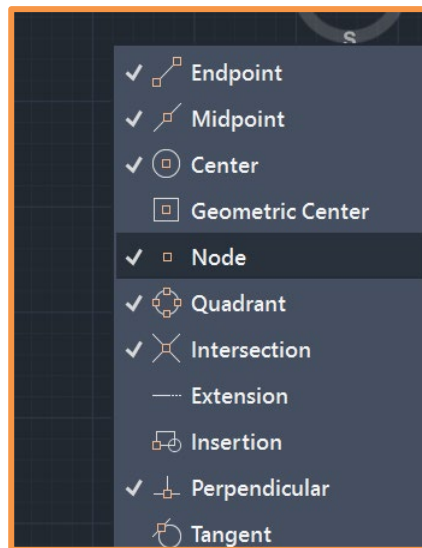 S
Endpoint
Midpoint
Center
Geometric Center
Node
Quadrant
Intersection
Extension
Insertion
Perpendicular
Tangent